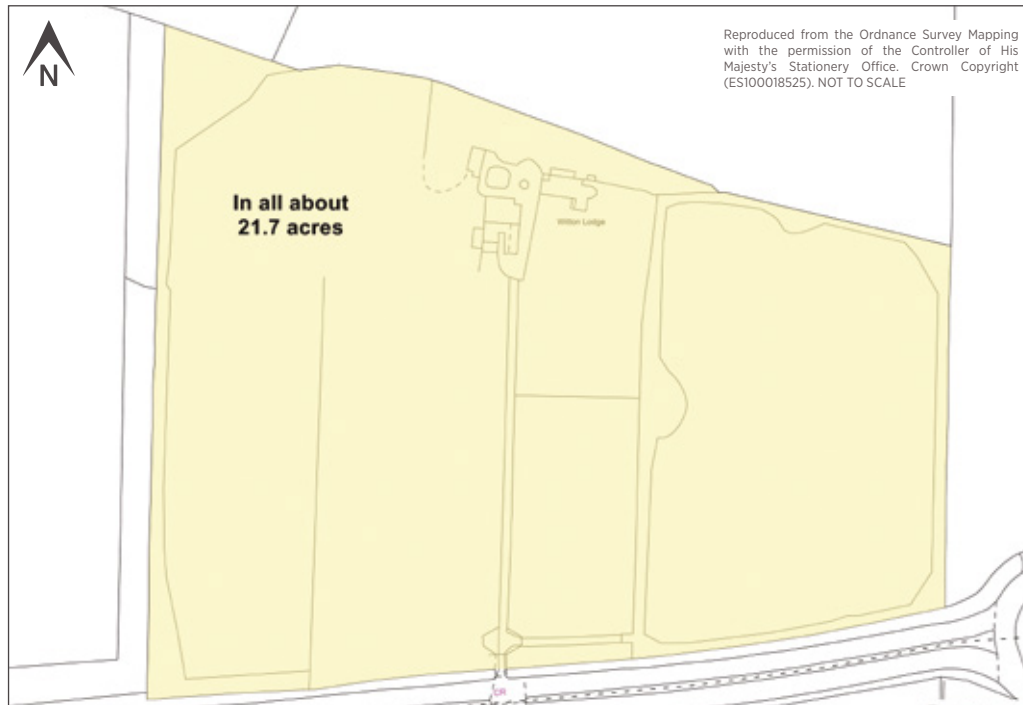 N
Reproduced from the Ordnance Survey Mapping
with the permission of the Controller of His
Majesty's Stationery Office. Crown Copyright
(ES100018525). NOT TO SCALE
In all about
21.7 acres
Lodge
CR